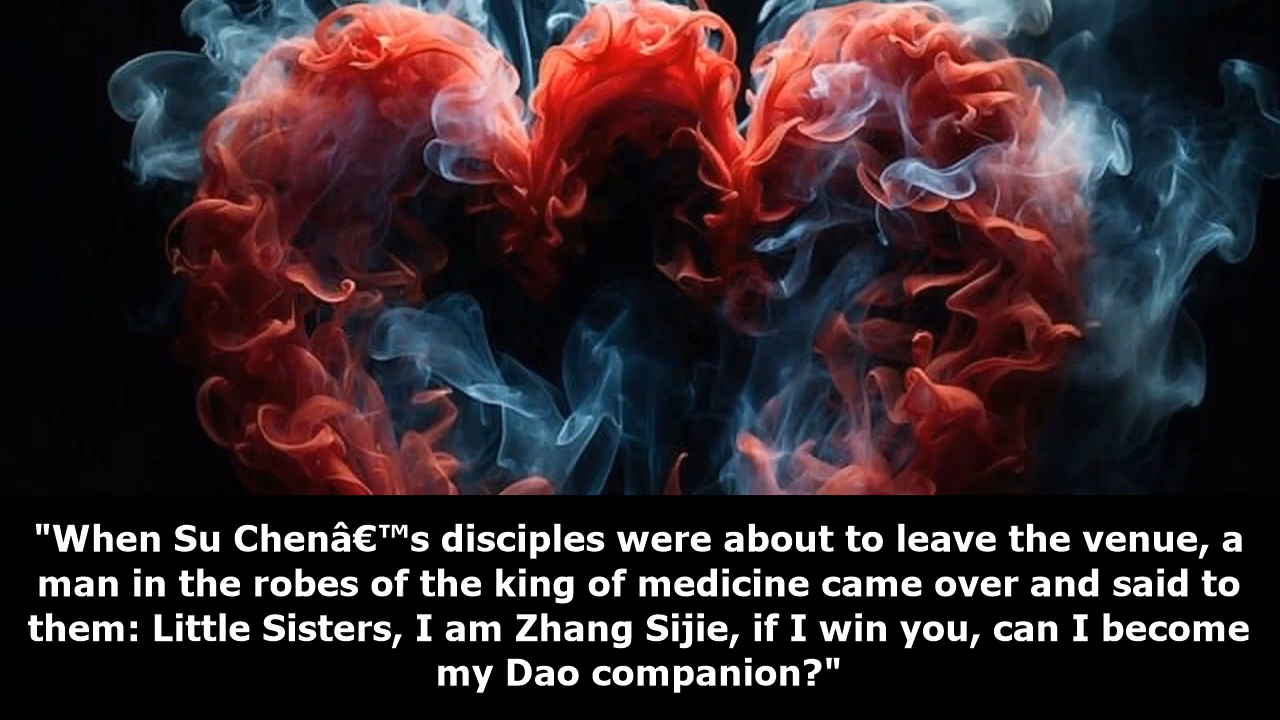 "When Su Chenâ€™s disciples were about to leave the venue, a
man in the robes of the king of medicine came over and said to
them: Little Sisters, I am Zhang Sijie, if I win you, can I become
my Dao companion?"